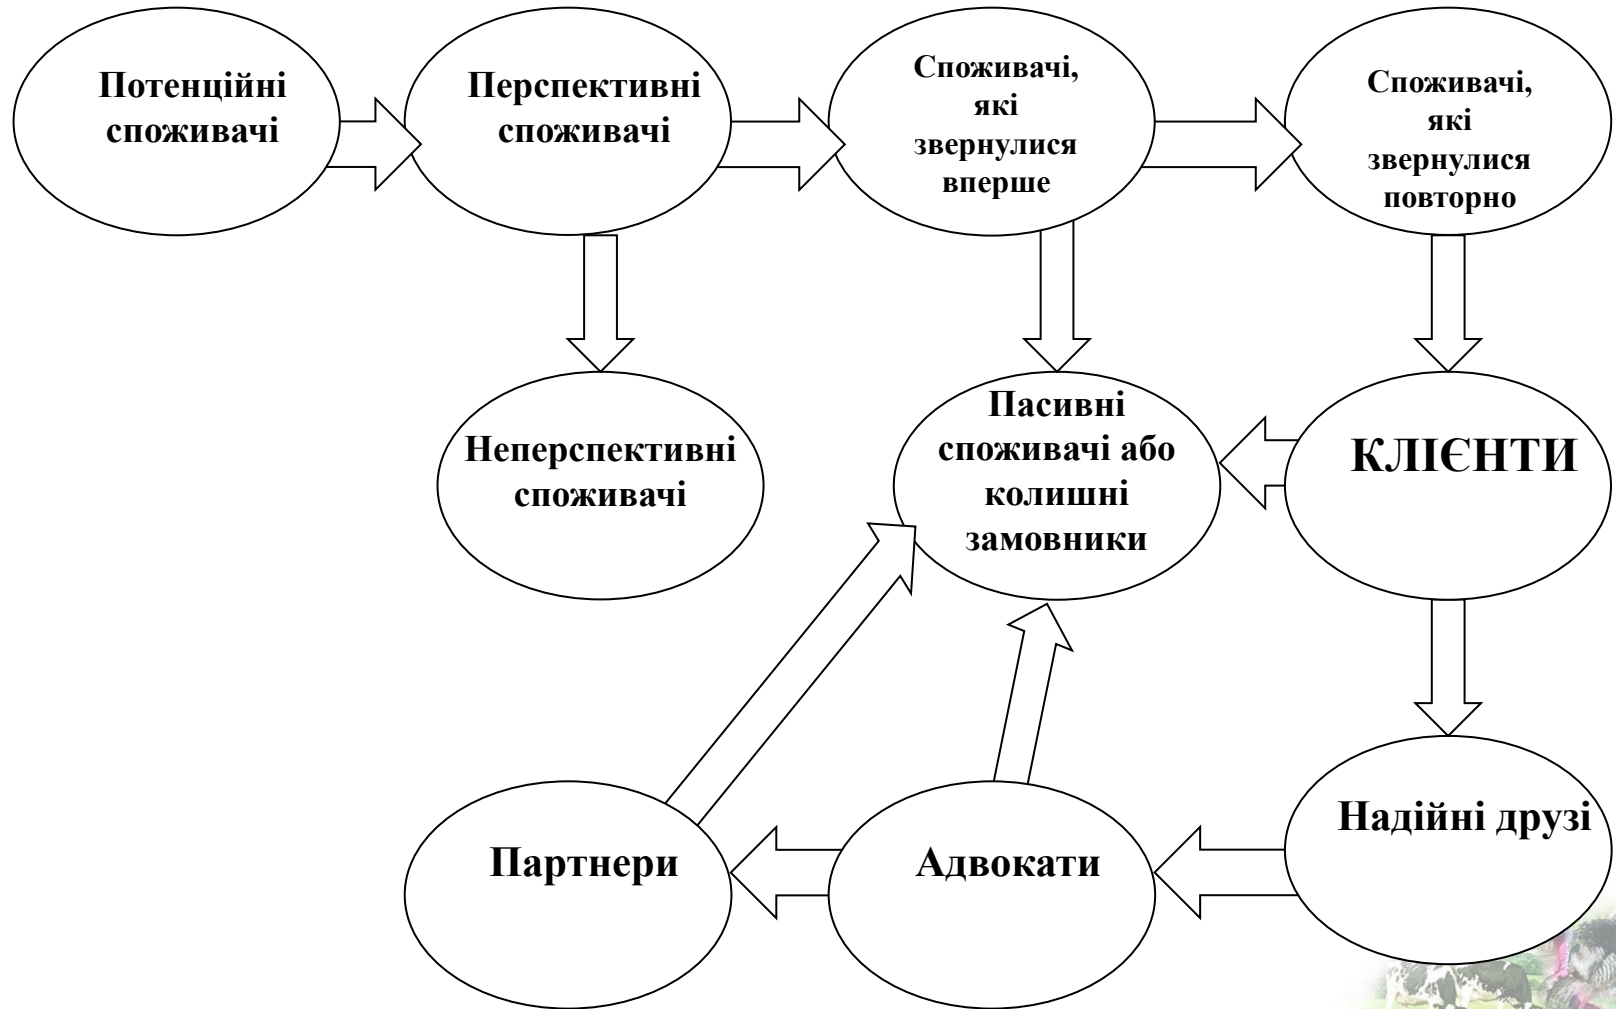 Потенційні
споживачі
Перспективні
споживачі
Споживачі,
які
звернулися
вперше
Споживачі,
які
звернулися
повторно
Неперспективні
споживачі
Пасивні
споживачі або
колишні
замовники
КЛІЄНТИ
Партнери
Адвокати
Надійні друзі